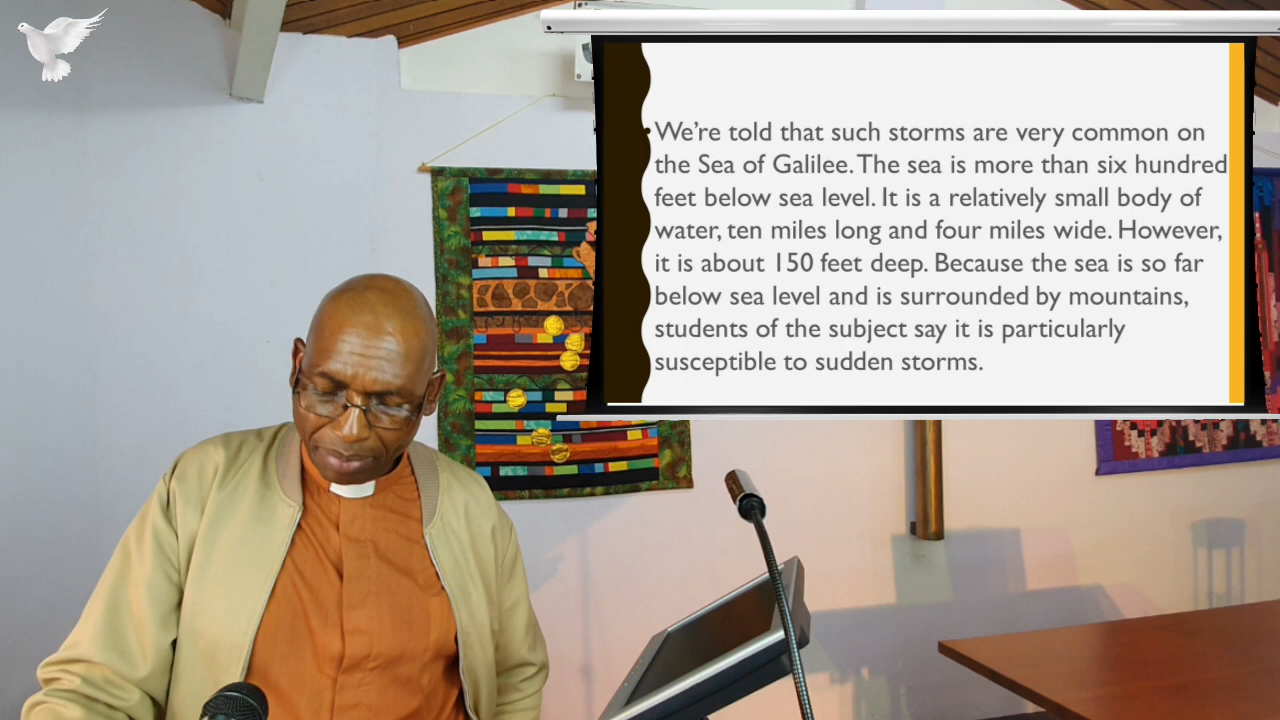 • We're told that such storms are very common on
the Sea of Galilee. The sea is more than six hundred
feet below sea level. It is a relatively small body of
water, ten miles long and four miles wide. However,
it is about 150 feet deep. Because the sea is so far
below sea level and is surrounded by mountains,
students of the subject say it is particularly
susceptible to sudden storms.